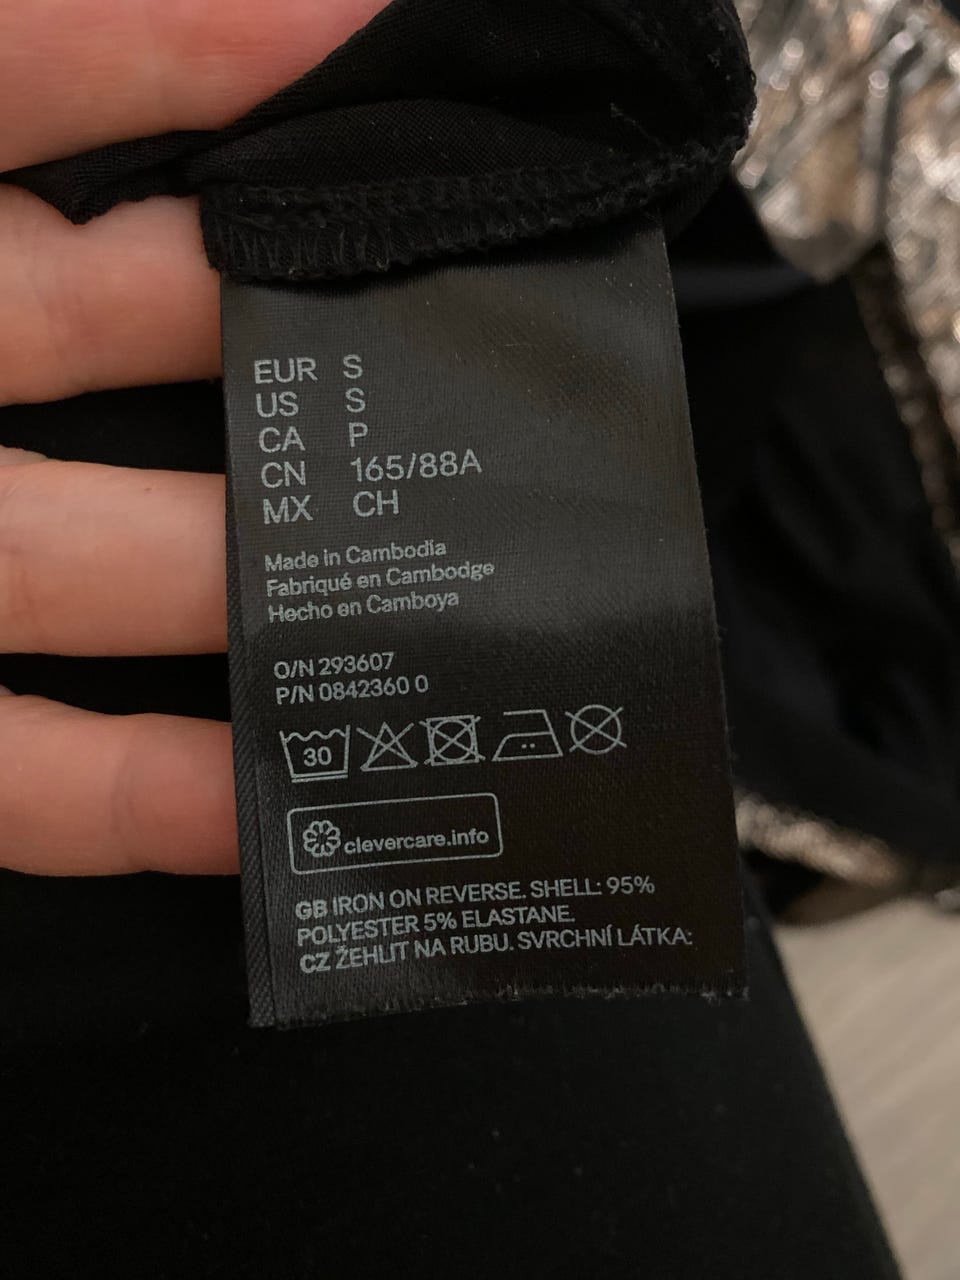 EUR S
US S
CA P
CN 165/88A
MX CH
Made in Cambodia
Fabriqué en Cambodge
Hecho en Camboya
O/N 293607
P/N 0842360 0
30
clevercare.info
GB IRON ON REVERSE. SHELL: 95%
POLYESTER 5% ELASTANE.
CZ ŽEHLIT NA RUBU. SVRCHNÍ LÁTKA: